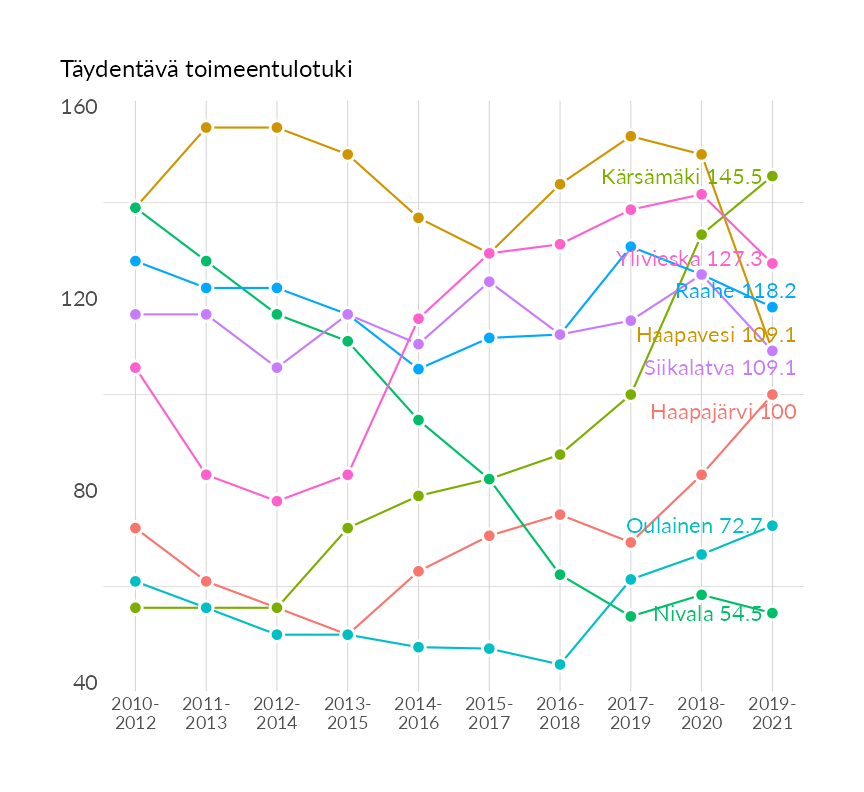 Täydentävä toimeentulotuki
160
120
80
40
Kärsämäki 145.5
Ylivieska 127.3
Raahe 118.2
Haapavesi 109.1
Siikalatva 109.1
Haapajärvi 100
Oulainen 72.7
Nivala 54.5
2010-
2012
2011-
2013
2012-
2014
2013-
2015
2014-
2016
2015-
2017
2016-
2018
2017-
2019
2018-
2020
2019-
2021